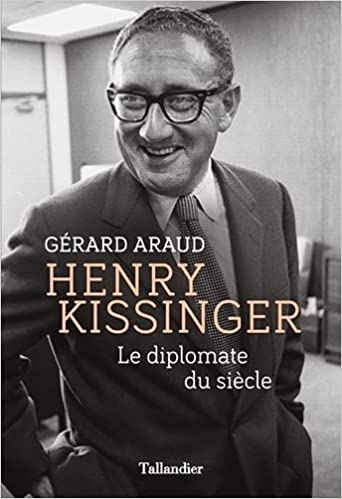 GÉRARD ARAUD
HENRY
KISSINGER
Le diplomate
du siècle
Tallandier